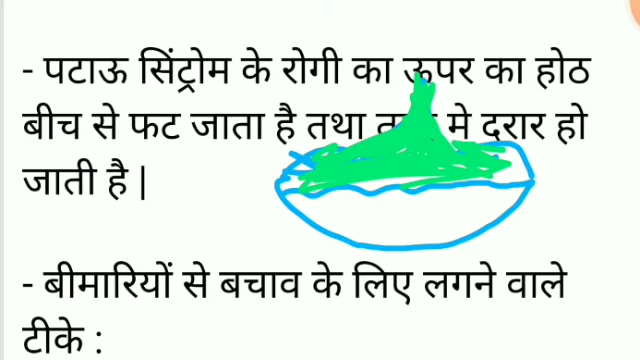 - पटाऊ सिंट्रोम के रोगी का ऊपर का होठ
बीच से फट जाता है तथा मे दरार हो
जाती है |
- बीमारियों से बचाव के लिए लगने वाले
टीके :